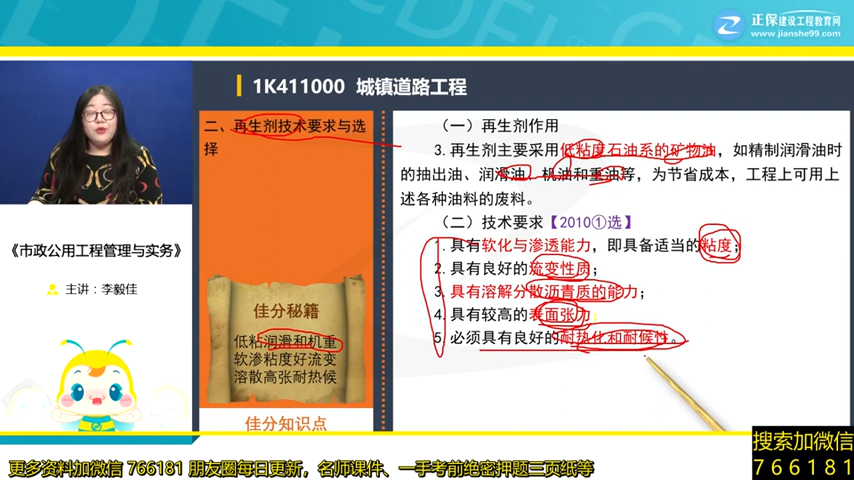 正保建设工程教育网
www.jianshe99.com
1K411000 城镇道路工程
二、再生剂技术要求与选
择
(一)再生剂作用
3.再生剂主要采用低粘度石油系的矿物油，如精制润滑油时
的抽出油、润滑油、机油和重油等，为节省成本，工程上可用上
述各种油料的废料。
(二)技术要求【2010①选】
1.具有软化与渗透能力，即具备适当的粘度；
2.具有良好的流变性质；
3.具有溶解分散沥青质的能力；
4.具有较高的表面张力；
5.必须具有良好的耐热化和耐候性。
《市政公用工程管理与实务》
主讲：李毅佳
佳分秘籍
低粘润滑和机重
软渗粘度好流变
溶散高张耐热候
佳分知识点
更多资料加微信 766181 朋友圈每日更新，名师课件、一手考前绝密押题三页纸等
搜索加微信
766181